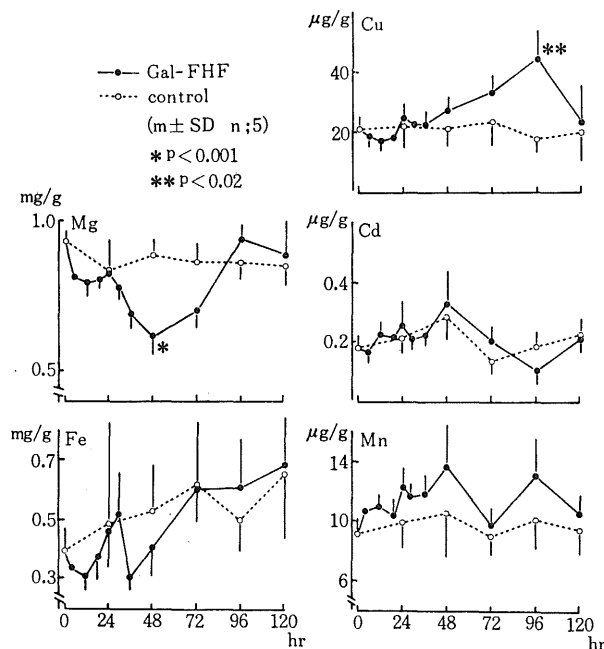 Gal-FHF
control
(m± SD n;5)
* p<0.001
** p<0.02
μg/g
Cu
40
20
**
mg/g
1.0
Mg
0.5
*
μg/g
Cd
0.4
0.2
mg/g
Fe
0.7
0.5
0.3
0 24 48 72 96 120
hr
μg/g
Mn
14
10
6
0 24 48 72 96 120
hr